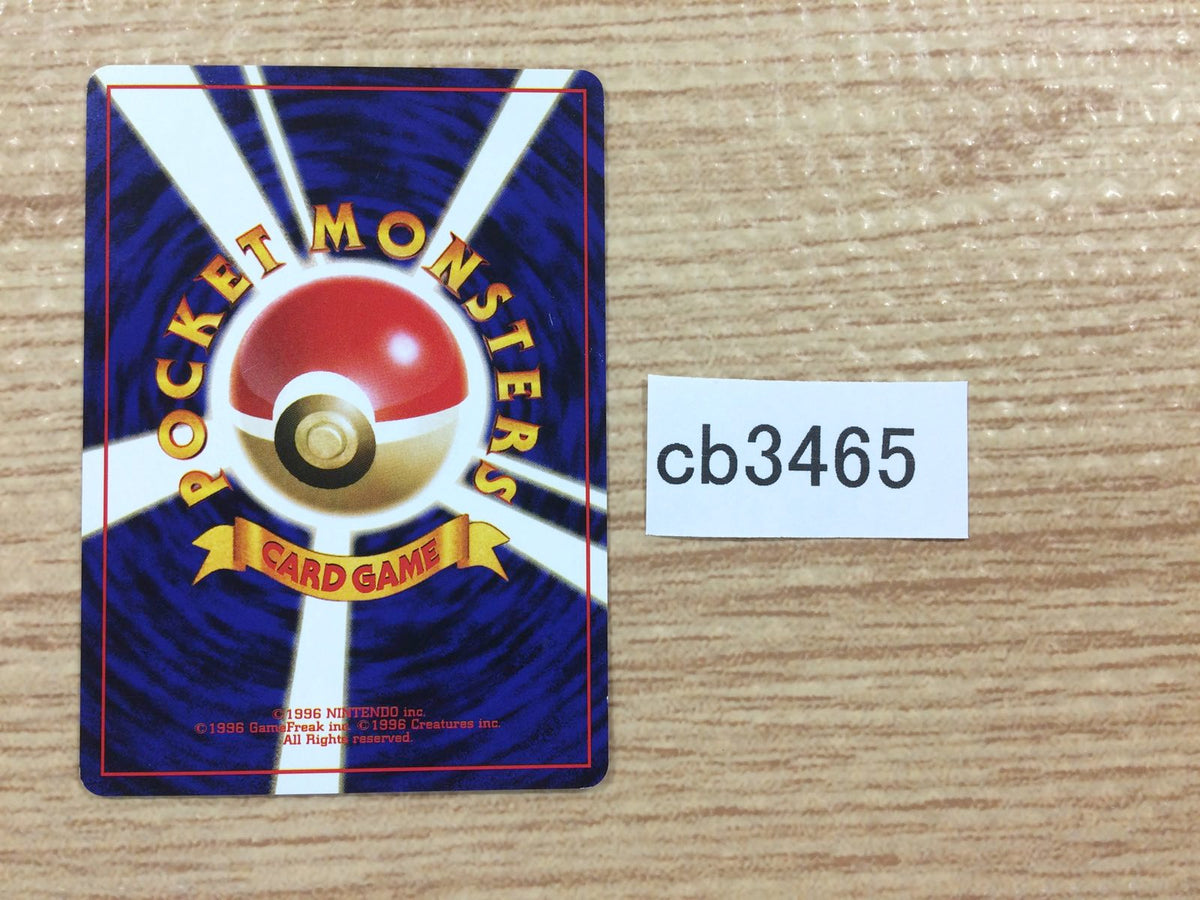 POCKET MONSTERS
CARD GAME
©1996 NINTENDO inc.
©1996 GameFreak inc. ©1996 Creatures inc.
All Rights reserved.
cb3465